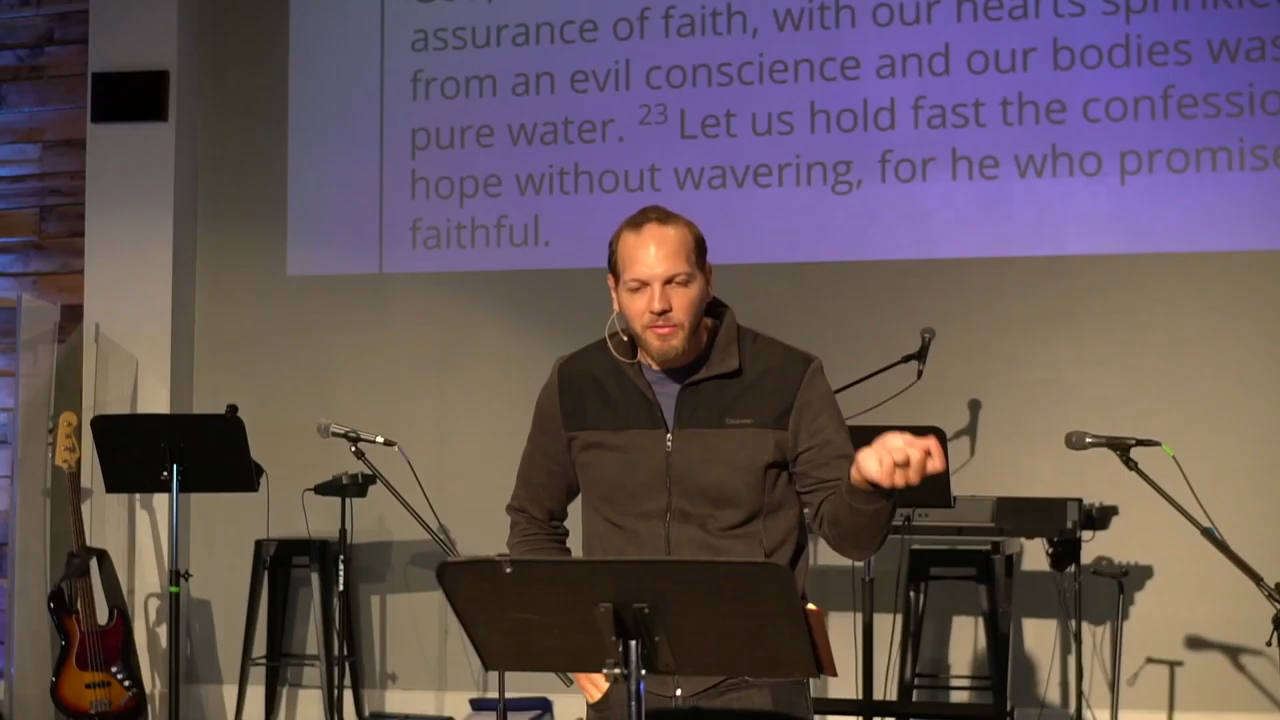 assurance of faith, with our hearts
from an evil conscience and our bodies
pure water. 23 Let us hold fast the
hope without wavering, for he who
faithful.